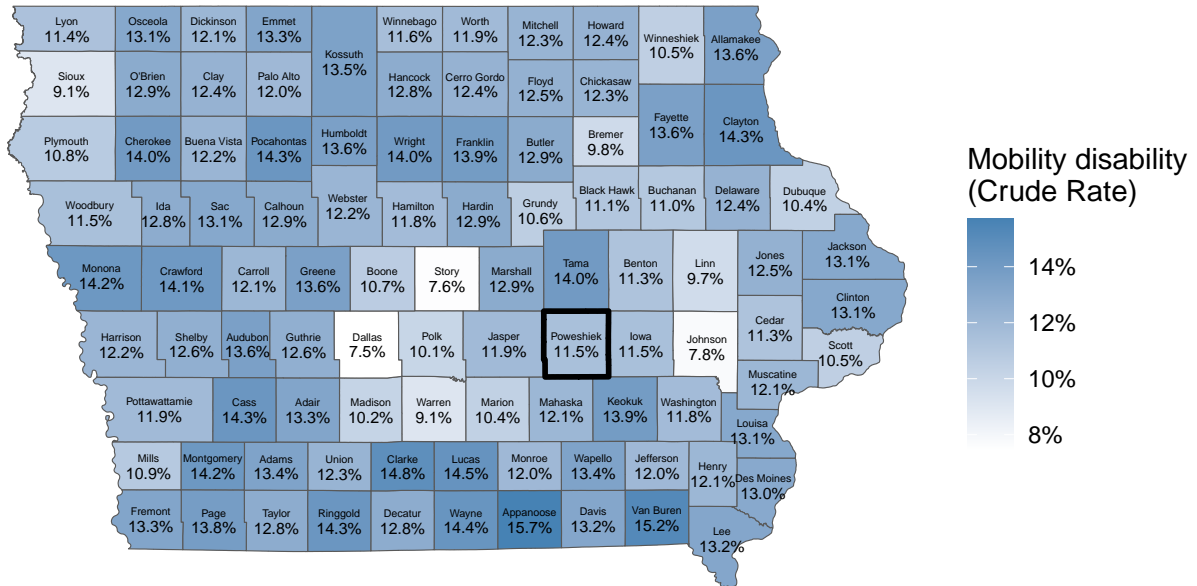 Lyon
11.4%
Osceola
13.1%
Dickinson
12.1%
Emmet
13.3%
Kossuth
13.5%
Winnebago
11.6%
Worth
11.9%
Mitchell
12.3%
Howard
12.4%
Winneshiek
10.5%
Allamakee
13.6%
Sioux
9.1%
O'Brien
12.9%
Clay
12.4%
Palo Alto
12.0%
Hancock
12.8%
Cerro Gordo
12.4%
Floyd
12.5%
Chickasaw
12.3%
Fayette
13.6%
Clayton
14.3%
Plymouth
10.8%
Cherokee
14.0%
Buena Vista
12.2%
Pocahontas
14.3%
Humboldt
13.6%
Wright
14.0%
Franklin
13.9%
Butler
12.9%
Bremer
9.8%
Woodbury
11.5%
Ida
12.8%
Sac
13.1%
Calhoun
12.9%
Webster
12.2%
Hamilton
11.8%
Hardin
12.9%
Grundy
10.6%
Black Hawk
11.1%
Buchanan
11.0%
Delaware
12.4%
Dubuque
10.4%
Monona
14.2%
Crawford
14.1%
Carroll
12.1%
Greene
13.6%
Boone
10.7%
Story
7.6%
Marshall
12.9%
Tama
14.0%
Benton
11.3%
Linn
9.7%
Jones
12.5%
Jackson
13.1%
Clinton
13.1%
Harrison
12.2%
Shelby
12.6%
Audubon
13.6%
Guthrie
12.6%
Dallas
7.5%
Polk
10.1%
Jasper
11.9%
Poweshiek
11.5%
Iowa
11.5%
Johnson
7.8%
Cedar
11.3%
Scott
10.5%
Muscatine
12.1%
Pottawattamie
11.9%
Cass
14.3%
Adair
13.3%
Madison
10.2%
Warren
9.1%
Marion
10.4%
Mahaska
12.1%
Keokuk
13.9%
Washington
11.8%
Louisa
13.1%
Mills
10.9%
Montgomery
14.2%
Adams
13.4%
Union
12.3%
Clarke
14.8%
Lucas
14.5%
Monroe
12.0%
Wapello
13.4%
Jefferson
12.0%
Henry
12.1%
Des Moines
13.0%
Fremont
13.3%
Page
13.8%
Taylor
12.8%
Ringgold
14.3%
Decatur
12.8%
Wayne
14.4%
Appanoose
15.7%
Davis
13.2%
Van Buren
15.2%
Lee
13.2%
Mobility disability
(Crude Rate)
14%
12%
10%
8%